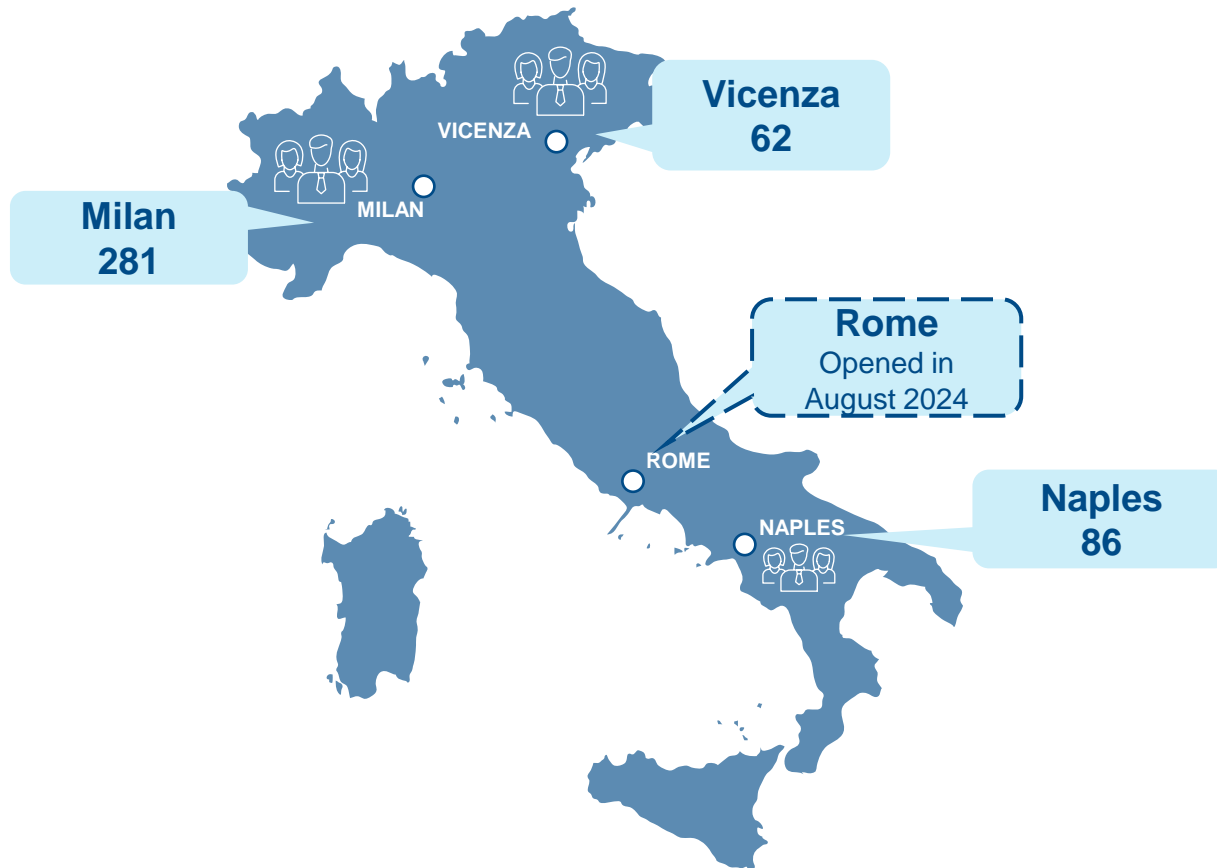 Vicenza
62
VICENZA
Milan
281
MILAN
Rome
Opened in
August 2024
ROME
Naples
86
NAPLES